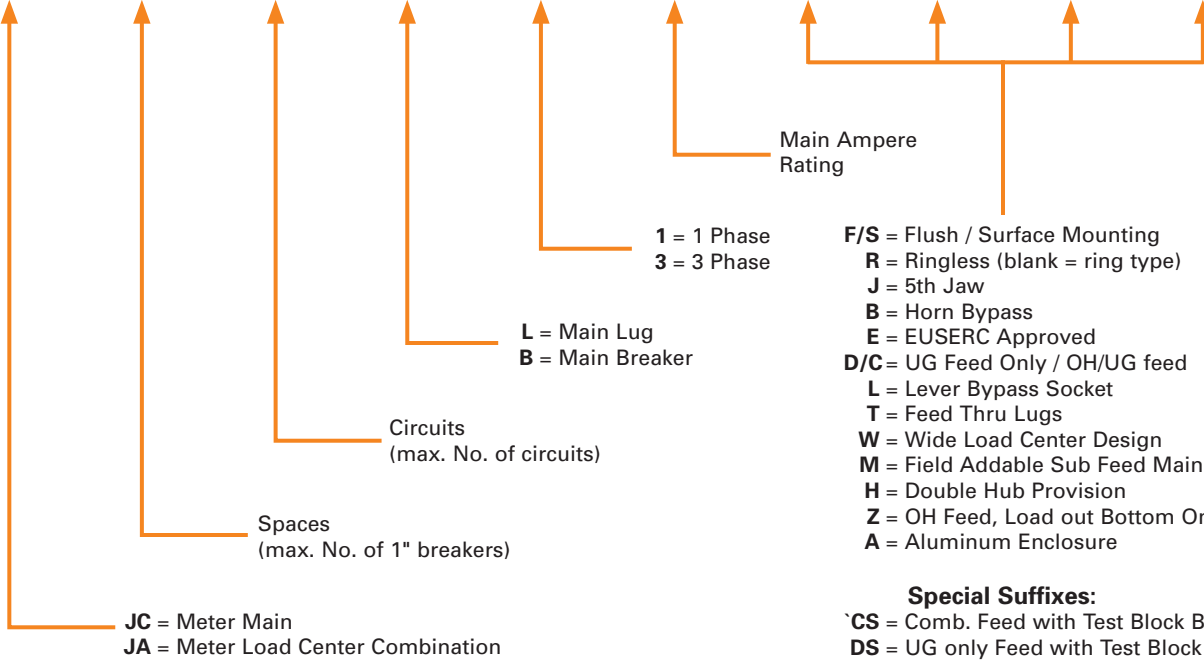 Main Ampere
Rating
1 = 1 Phase
3 = 3 Phase
L = Main Lug
B = Main Breaker
Circuits
(max. No. of circuits)
Spaces
(max. No. of 1" breakers)
JC = Meter Main
JA = Meter Load Center Combination
F/S = Flush / Surface Mounting
R = Ringless (blank = ring type)
J = 5th Jaw
B = Horn Bypass
E = EUSERC Approved
D/C= UG Feed Only / OH/UG feed
L = Lever Bypass Socket
T = Feed Thru Lugs
W = Wide Load Center Design
M = Field Addable Sub Feed Main
H = Double Hub Provision
Z = OH Feed, Load out Bottom
A = Aluminum Enclosure
Special Suffixes:
`CS = Comb. Feed with Test Block
DS = UG only Feed with Test Block